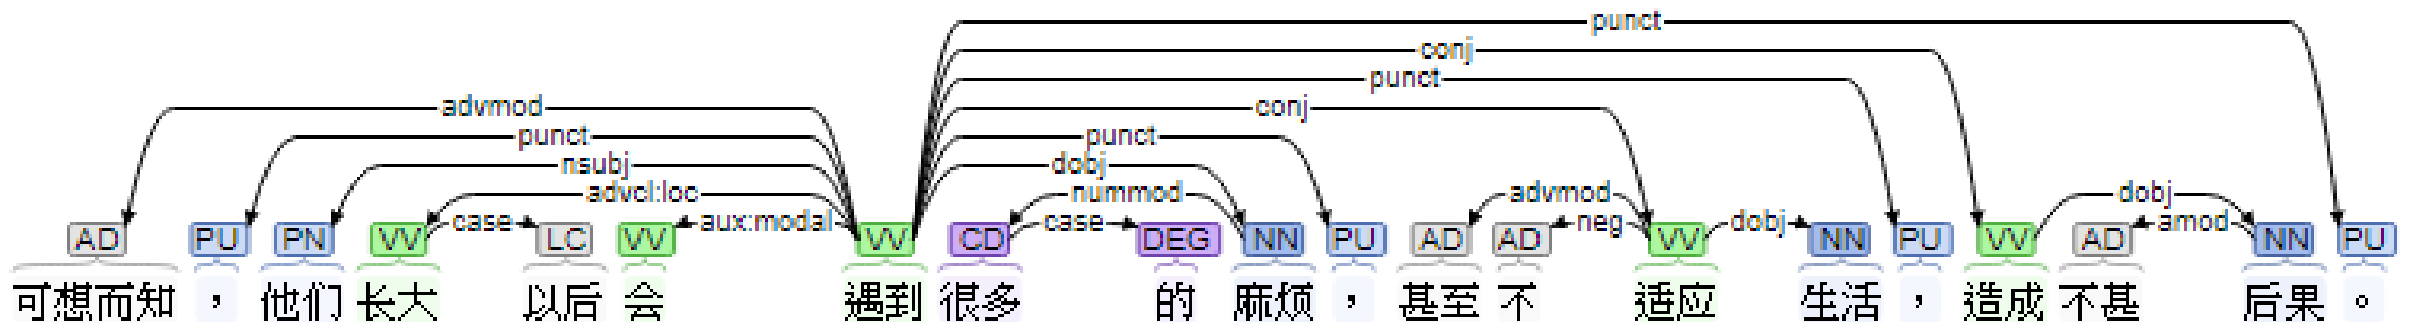 punct
conj
punct
advmod conj
punct punct
nsubj dobj
advcl:loc nummod advmod dobj
case aux:modal case neg dobj amod
AD PU PN VV LC VV VV CD DEG NN PU AD AD VV NN PU VV AD NN PU
可想而知 , 他们 长大 以后 会 遇到 很多 的 麻烦 , 甚至 不 适应 生活 , 造成 不甚 后果 。